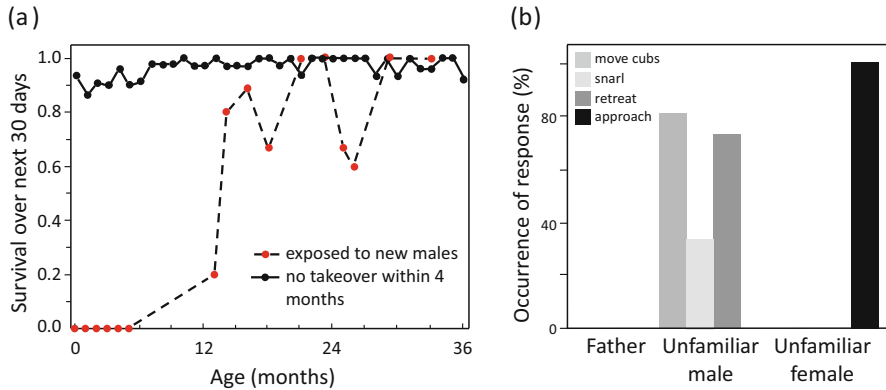 (a)
Survival over next 30 days
1.0
0.8
0.6
0.4
0.2
0.0
exposed to new males
no takeover within 4
months
0 12 24 36
Age (months)
(b)
Occurrence of response (%)
move cubs
snarl
retreat
approach
80
40
0
Father Unfamiliar Unfamiliar
male female